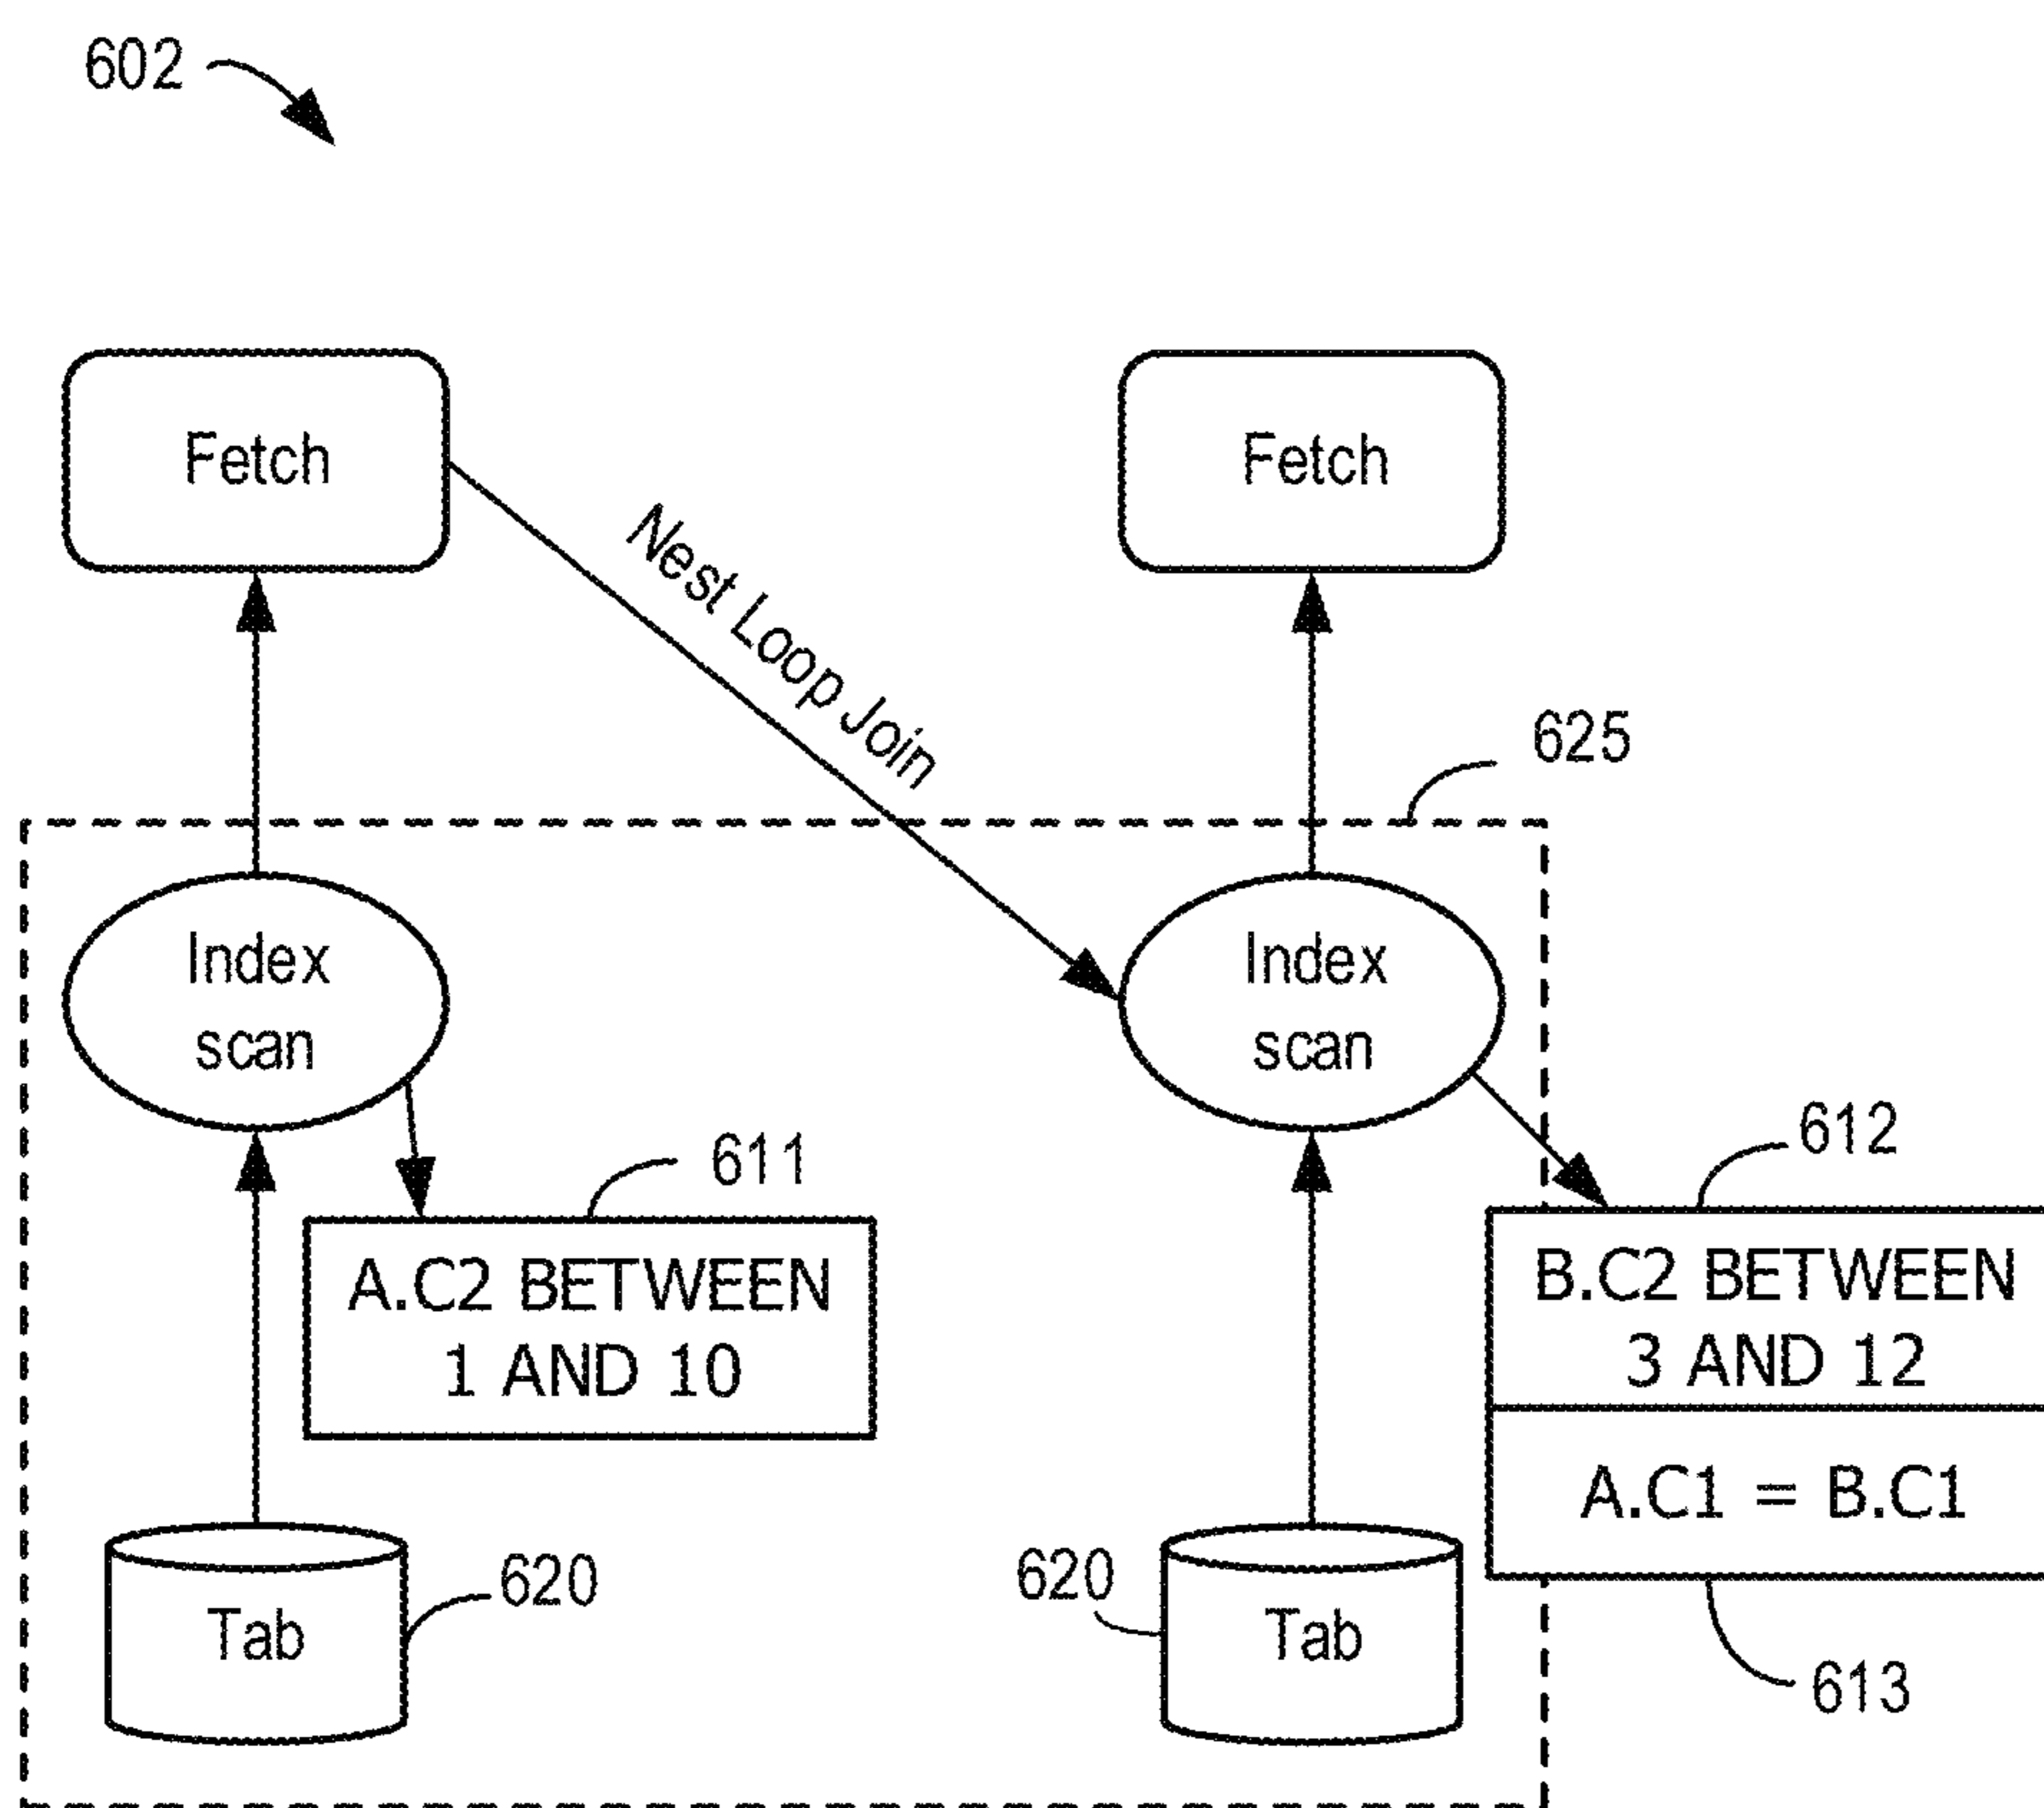 602
Fetch
Fetch
Nest Loop Join
625
Index
scan
Index
scan
611
612
A.C2 BETWEEN
1 AND 10
B.C2 BETWEEN
3 AND 12
A.C1 = B.C1
620
Tab
620
Tab
613